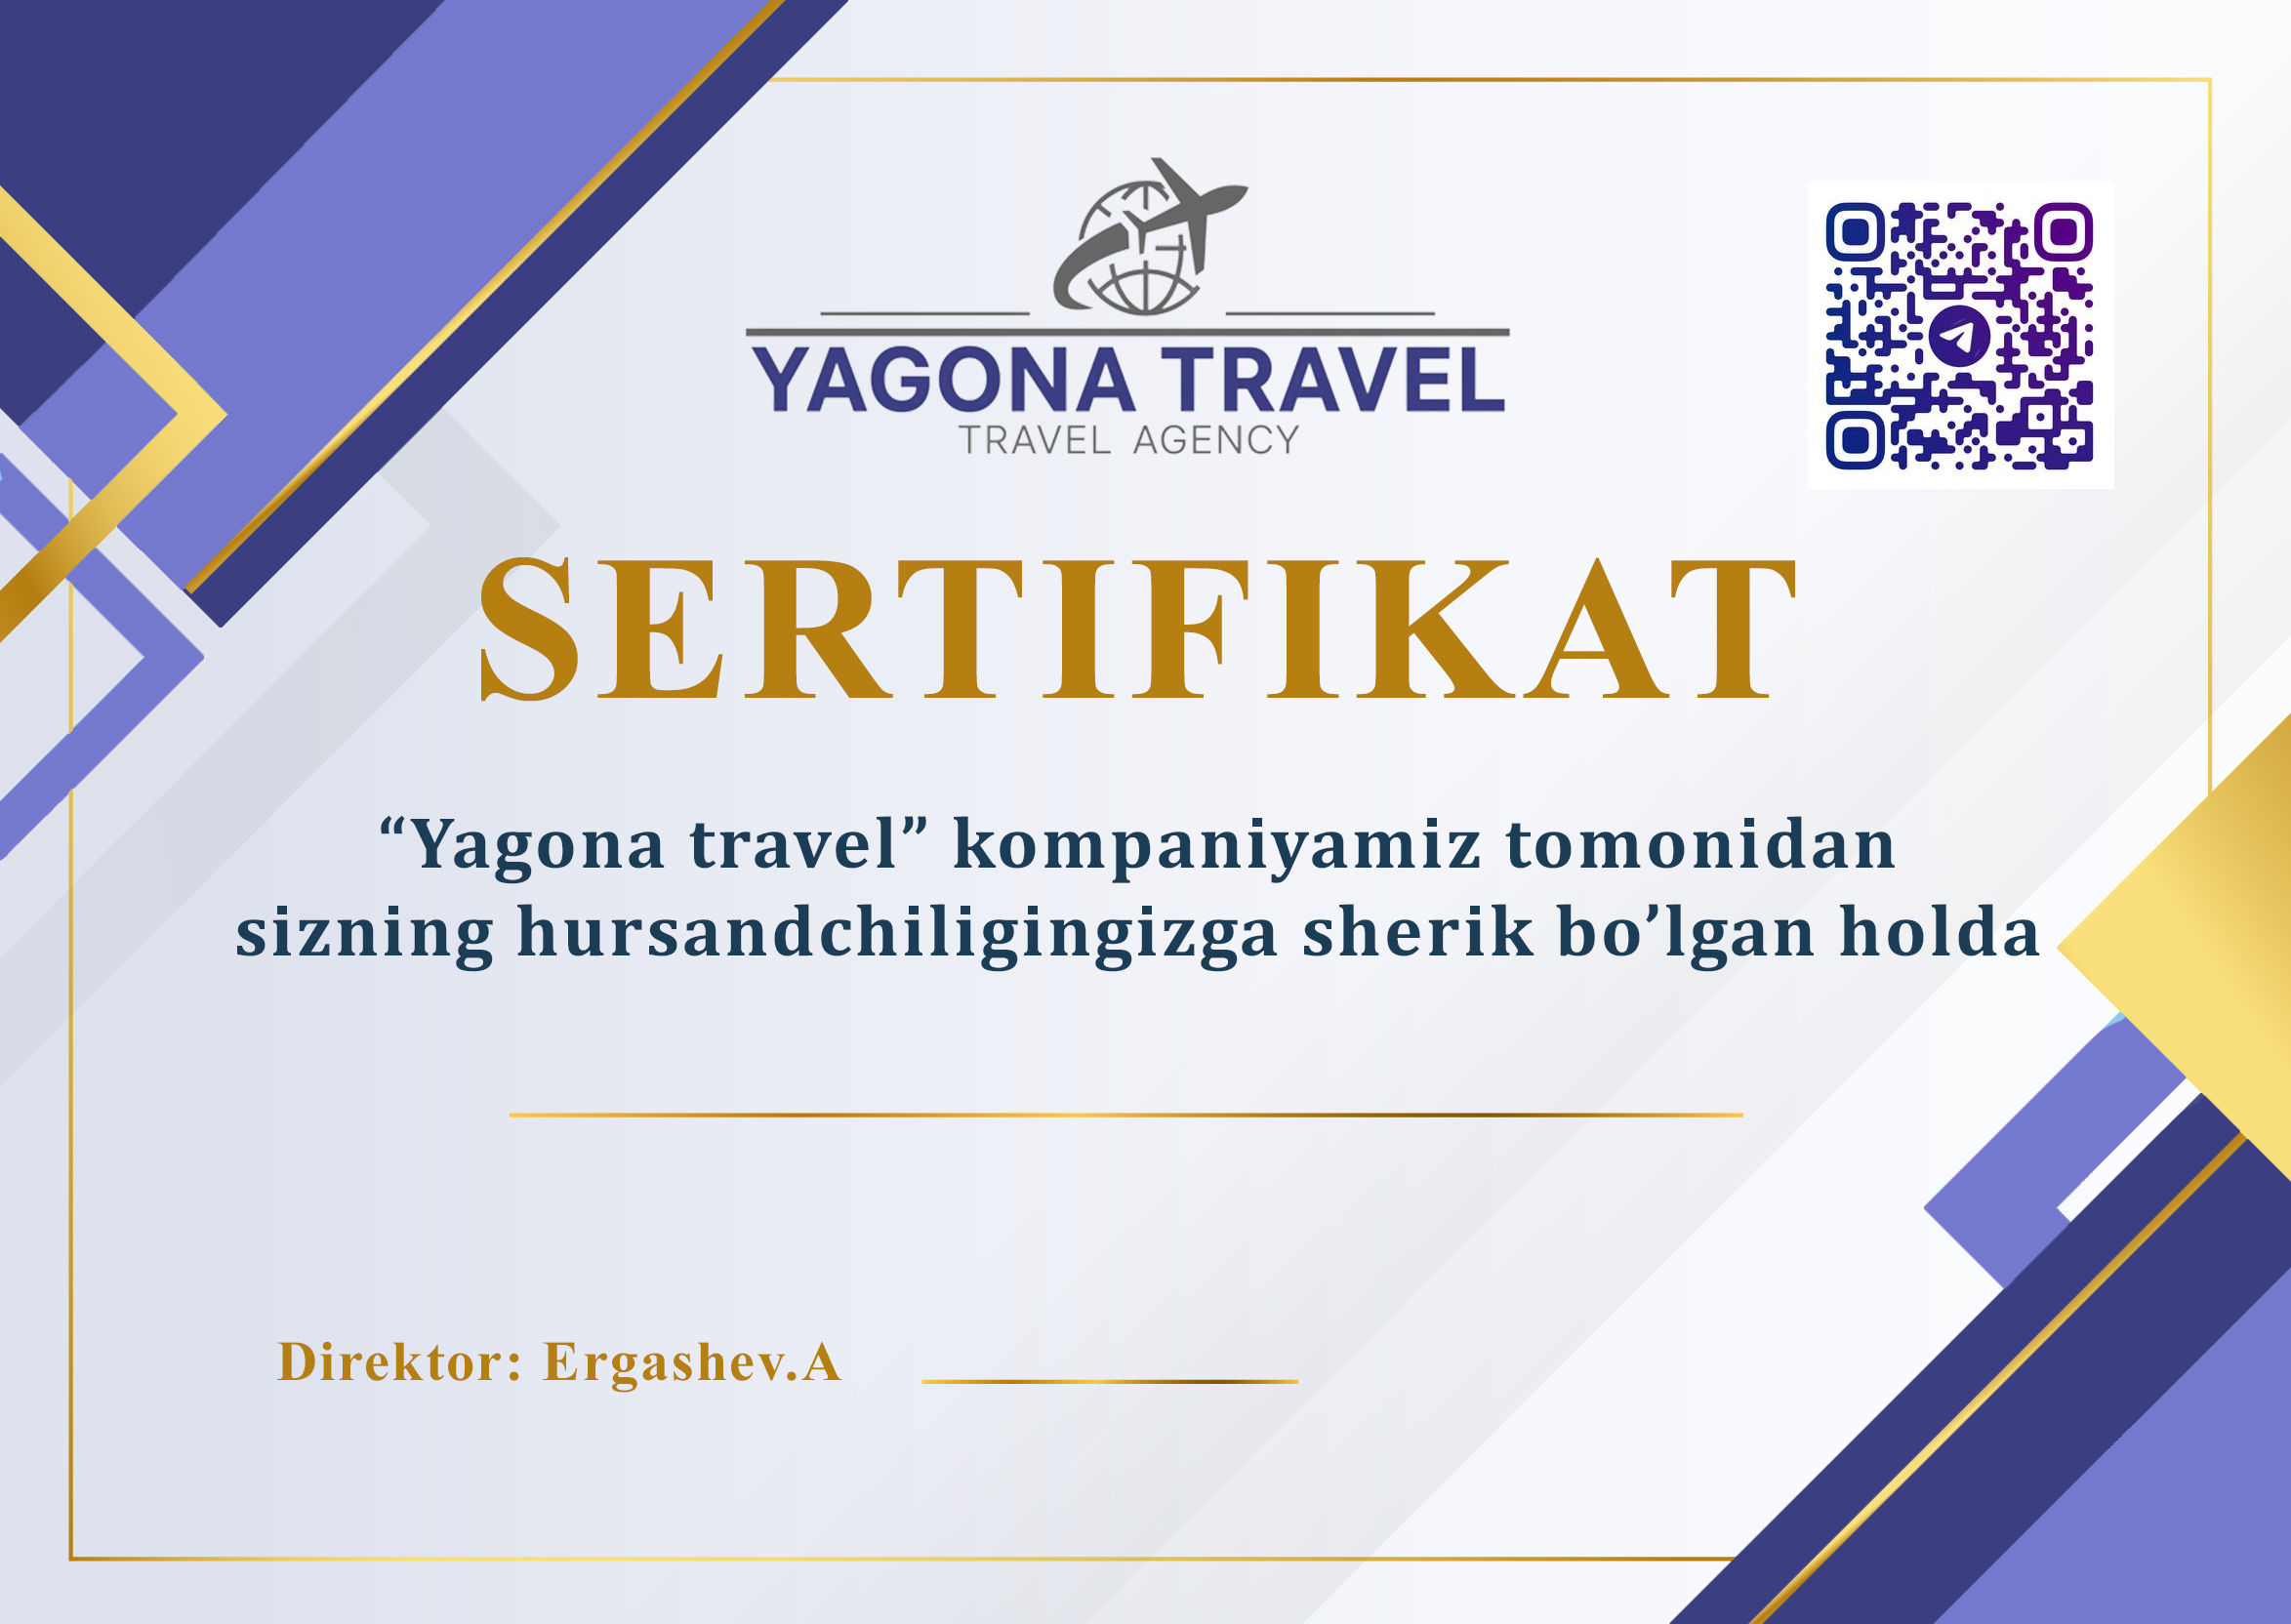 YAGONA TRAVEL
TRAVEL AGENCY
SERTIFIKAT
“Yagona travel” kompaniyamiz tomonidan
sizning hursandchiligingizga sherik bo’lgan holda
Direktor: Ergashev.A